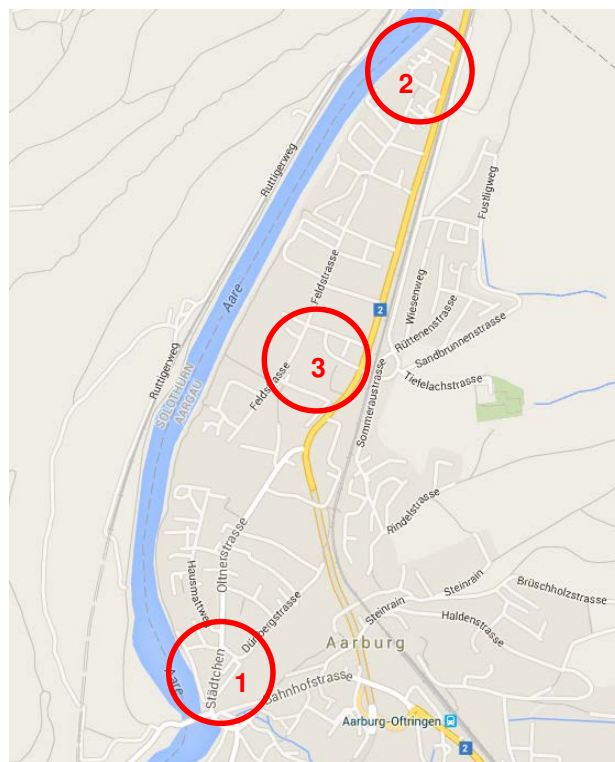 2
Ruttigerweg
Fustligweg
Aare
Feldstrasse
Wiesenweg
2
Rüttenenstrasse
Sandbrunnenstrasse
Ruttigerweg
3
Feldstrasse
Tiefelachstrasse
SOLOTHURN
AARGAU
Sommeraustrasse
Rindelstrasse
Oltnerstrasse
Hausmattweg
Steinrain
Brüschholzstrasse
Steinrain
Haldenstrasse
Dürrbergstrasse
Aarburg
Städtchen
1
Aare
Bahnhofstrasse
Aarburg-Oftringen
2